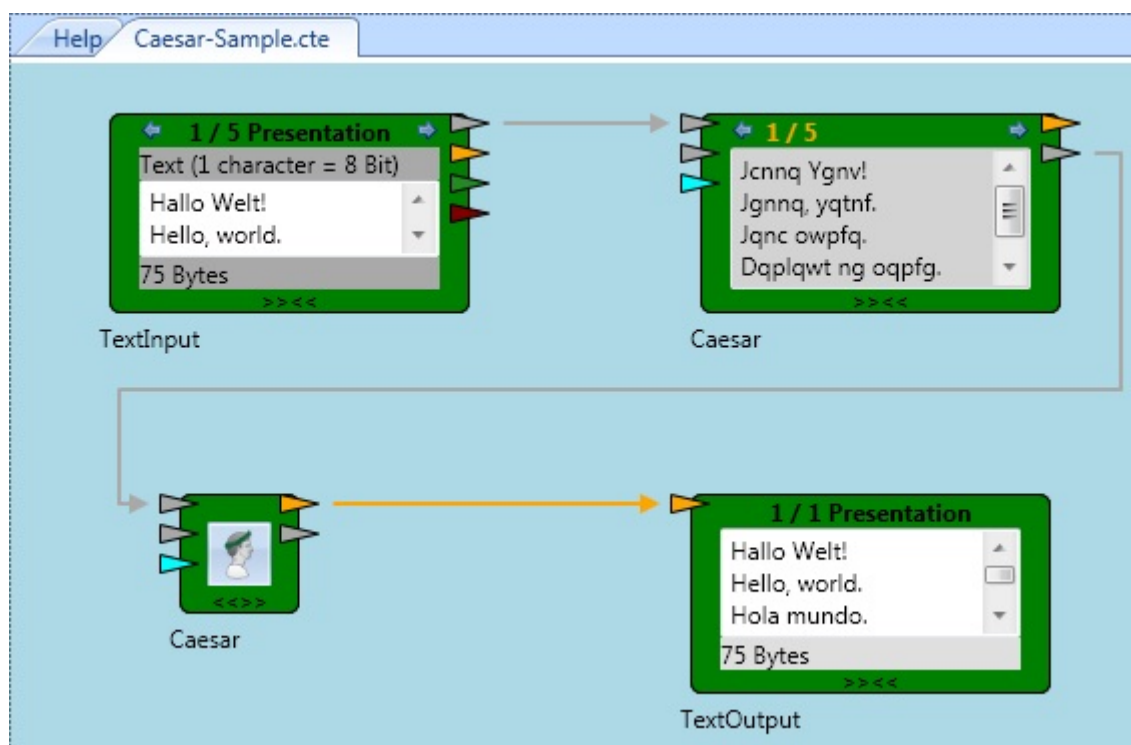 Help
Caesar-Sample.cte
1 / 5 Presentation
Text (1 character = 8 Bit)
Hallo Welt!
Hello, world.
75 Bytes
>><<
TextInput
1 / 5
Jcnnq Ygnv!
Jgnnq, yqtnf.
Jqnc owpfq.
Dqplqwt ng oqpfg.
>><<
Caesar
<<>>
Caesar
1 / 1 Presentation
Hallo Welt!
Hello, world.
Hola mundo.
75 Bytes
>><<
TextOutput